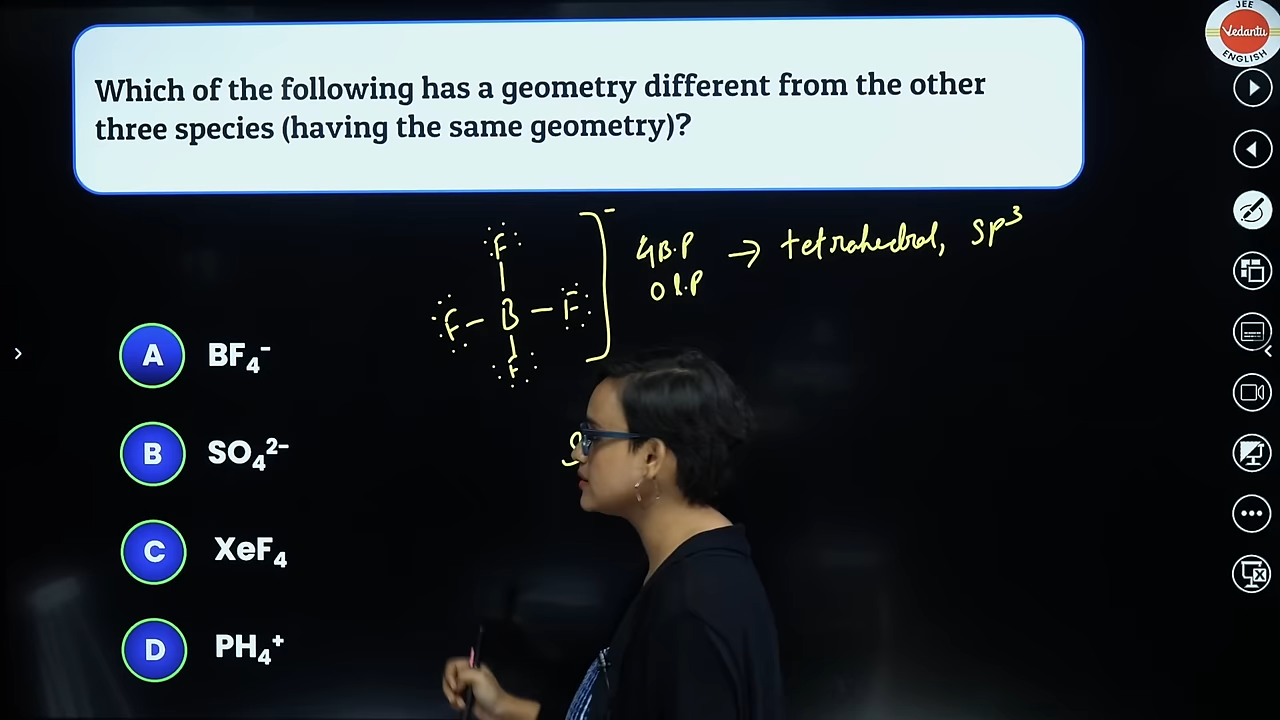 JEE
Vedantu
ENGLISH
Which of the following has a geometry different from the other
three species (having the same geometry)?
F
F – B – F
F
]⁻
4B.P → tetrahedral, sp³
0 l.P
A BF₄⁻
B SO₄²⁻
C XeF₄
D PH₄⁺